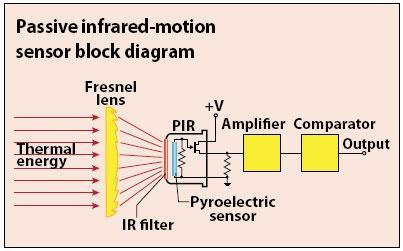 Passive infrared-motion
sensor block diagram
Fresnel
lens
+V
PIR
Amplifier
Comparator
Output
Thermal
energy
Pyroelectric
sensor
IR filter